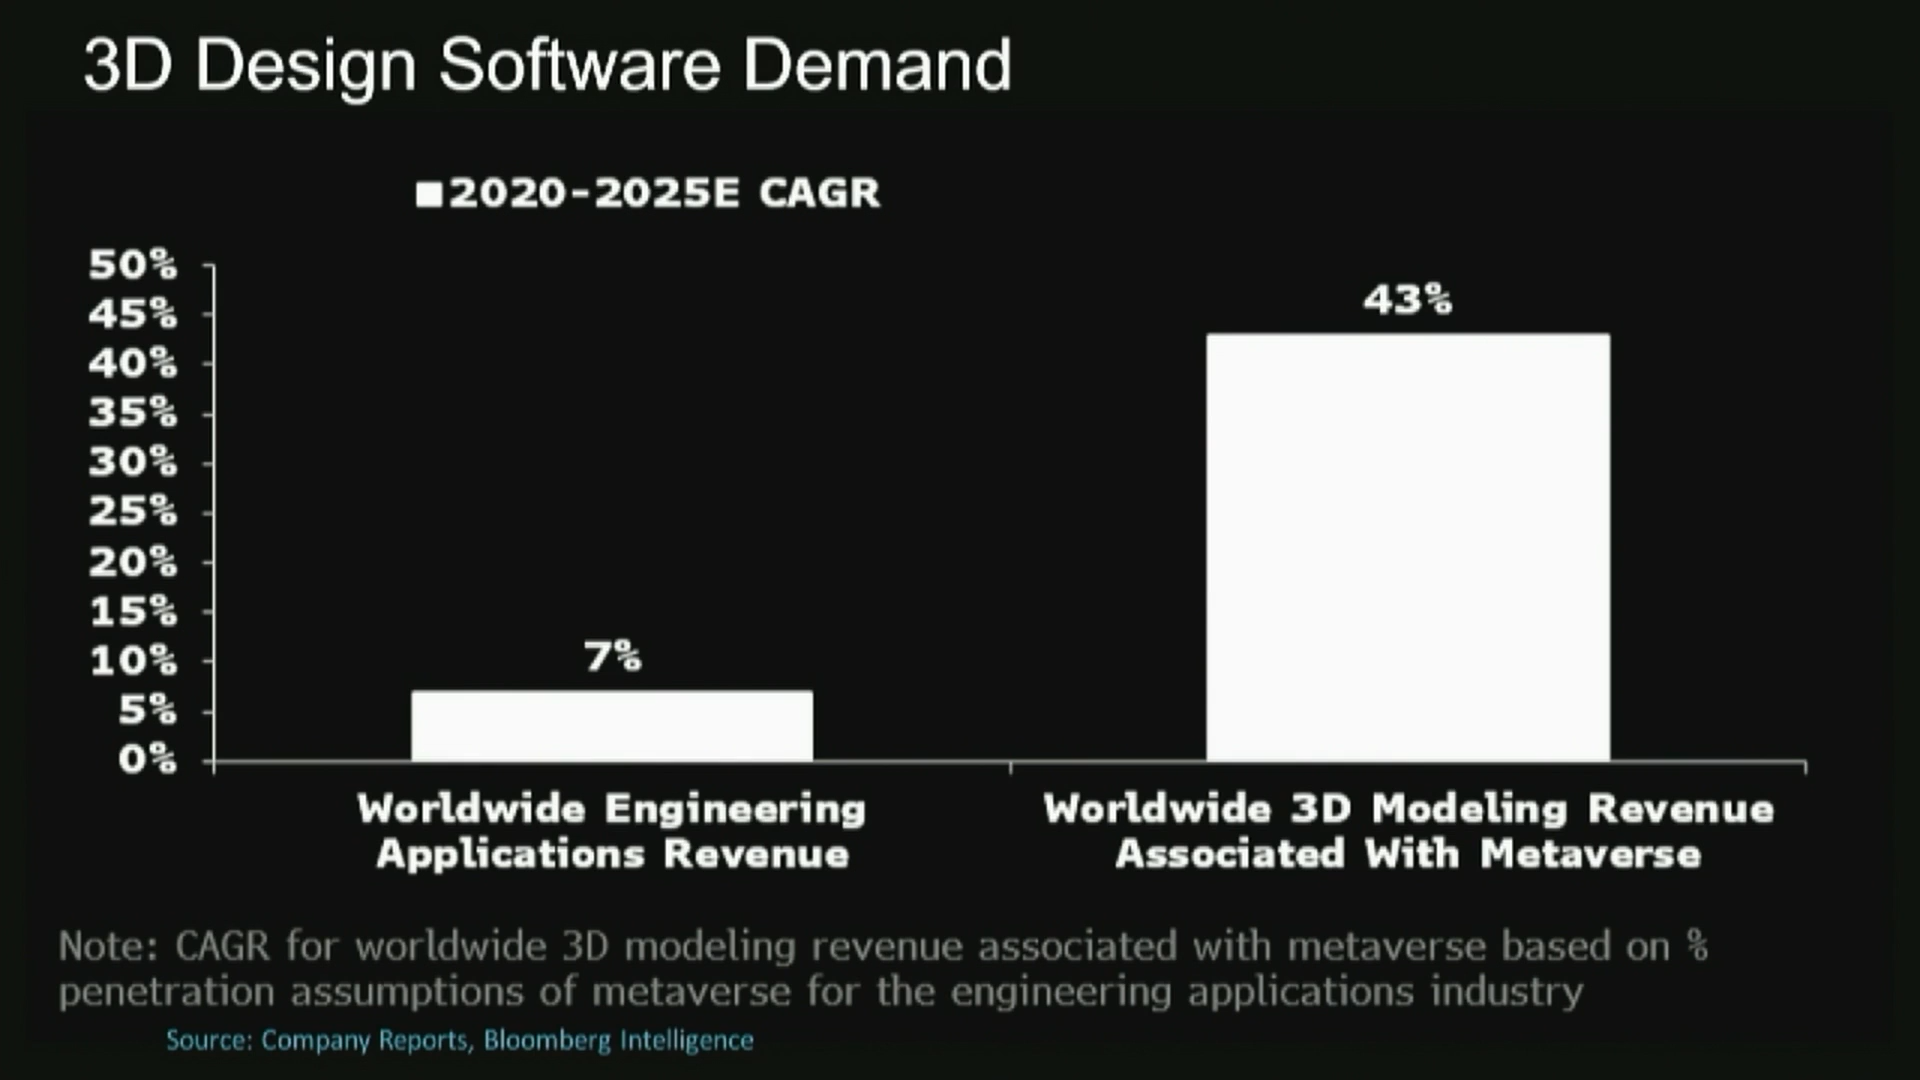 3D Design Software Demand
2020-2025E CAGR
50%
45%
40%
35%
30%
25%
20%
15%
10%
5%
0%
43%
7%
Worldwide Engineering
Applications Revenue
Worldwide 3D Modeling Revenue
Associated With Metaverse
Note: CAGR for worldwide 3D modeling revenue associated with metaverse based on %
penetration assumptions of metaverse for the engineering applications industry
Source: Company Reports, Bloomberg Intelligence